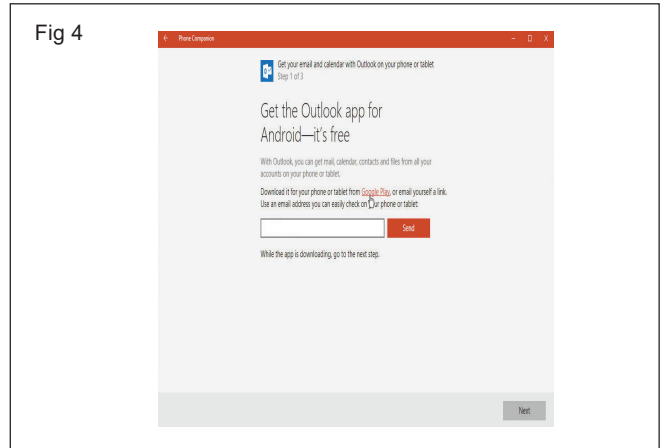 Fig 4
Phone Companion
Get your email and calendar with Outlook on your phone or tablet
Step 1 of 3
Get the Outlook app for
Android—it's free
With Outlook, you can get mail, calendar, contacts and files from all your
accounts on your phone or tablet.
Download it for your phone or tablet from Google Play, or email yourself a link.
Use an email address you can easily check on your phone or tablet:
Send
While the app is downloading, go to the next step.
Next